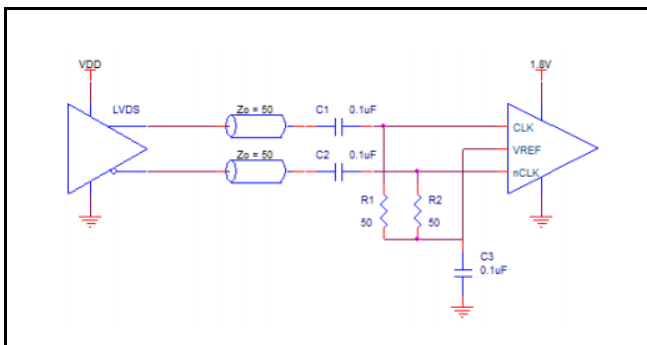 VDD
1.8V
LVDS
Zo = 50
C1
0.1uF
CLK
Zo = 50
C2
0.1uF
VREF
nCLK
R1
R2
50
50
C3
0.1uF